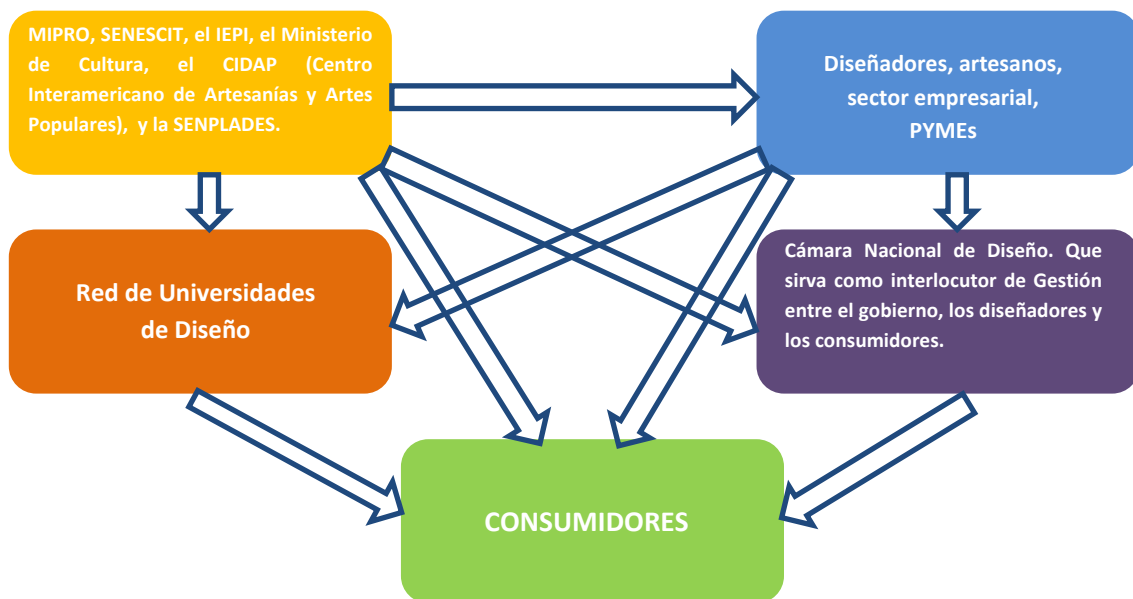 MIPRO, SENESCIT, el IEPI, el Ministerio
de Cultura, el CIDAP (Centro
Interamericano de Artesanías y Artes
Populares), y la SENPLADES.
Diseñadores, artesanos,
sector empresarial,
PYMEs
Red de Universidades
de Diseño
Cámara Nacional de Diseño. Que
sirva como interlocutor de Gestión
entre el gobierno, los diseñadores y
los consumidores.
CONSUMIDORES